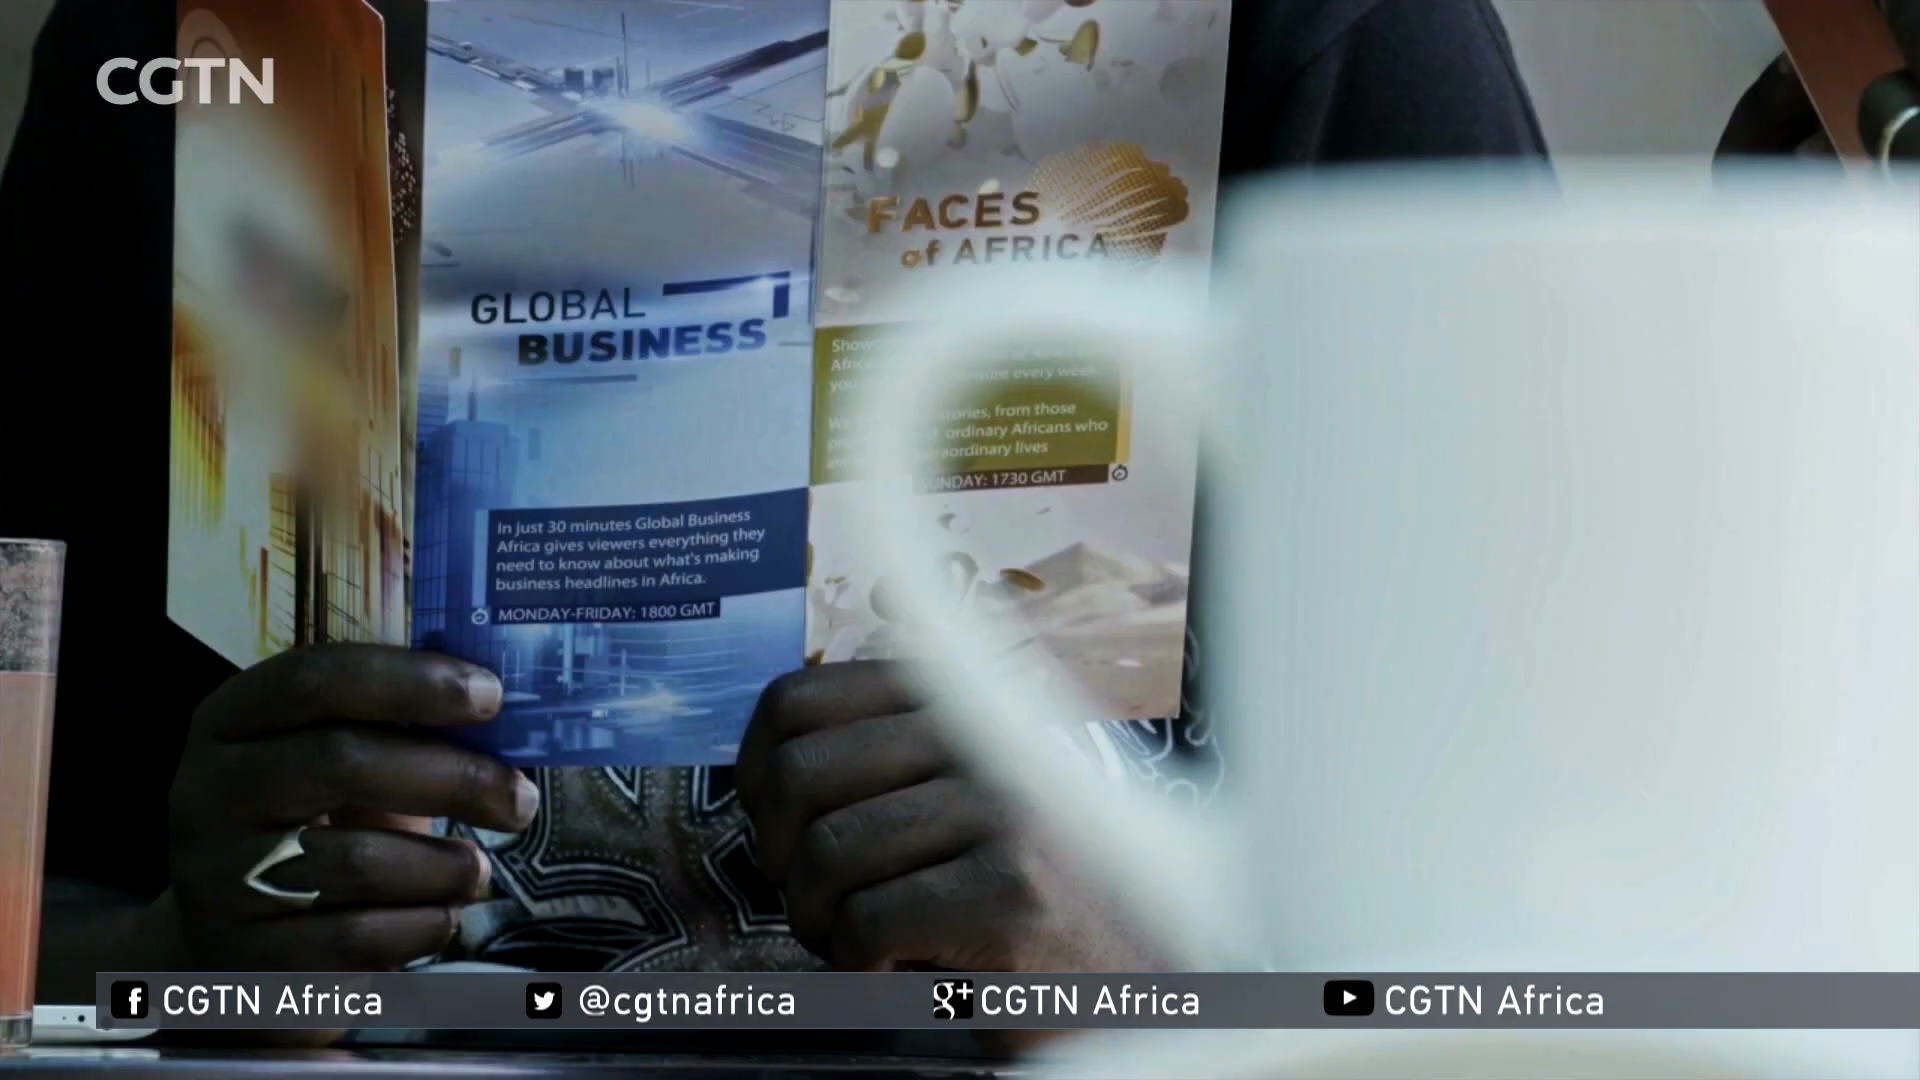 CGTN
GLOBAL
BUSINESS
In just 30 minutes Global Business
Africa gives viewers everything they
need to know about what's making
business headlines in Africa.
MONDAY-FRIDAY: 1800 GMT
FACES
of AFRICA
every week.
from those
ordinary Africans who
lives
1730 GMT
CGTN Africa
@cgtnafrica
g+ CGTN Africa
CGTN Africa